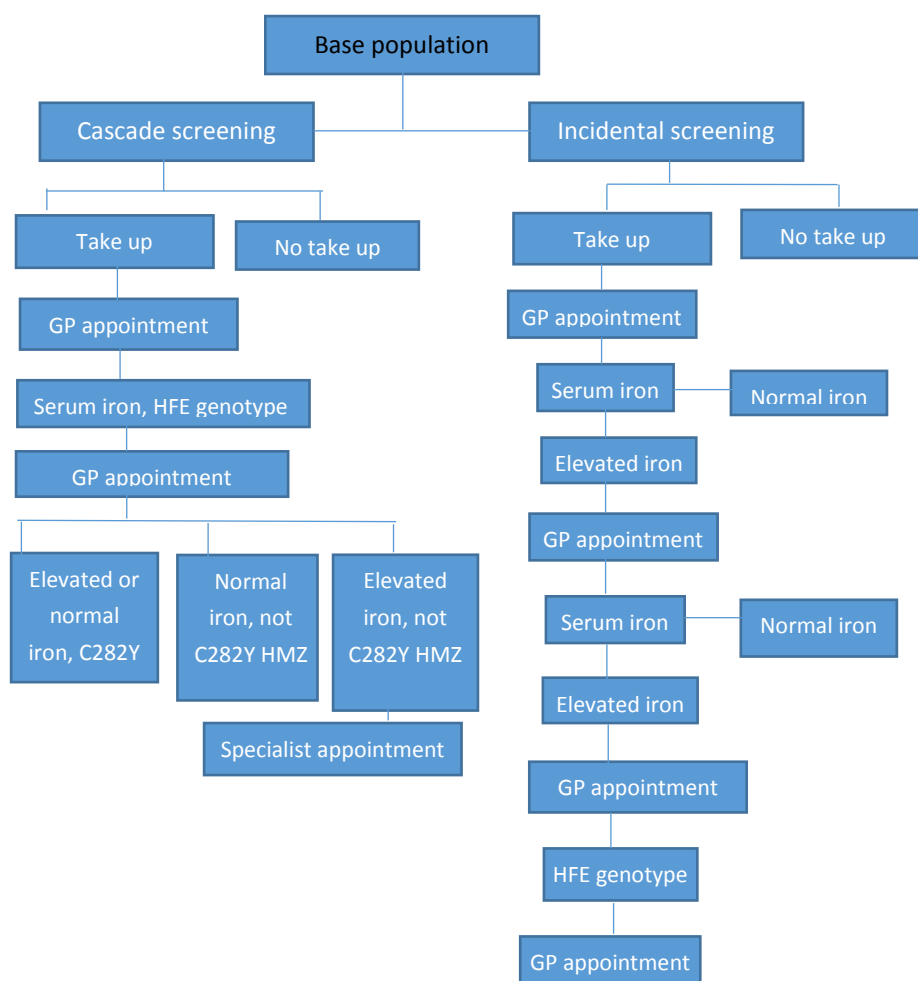 Base population
Cascade screening
Incidental screening
Take up
No take up
Take up
No take up
GP appointment
GP appointment
Serum iron, HFE genotype
Serum iron
Normal iron
GP appointment
Elevated iron
GP appointment
Elevated or
normal
iron, C282Y
Normal
iron, not
C282Y HMZ
Elevated
iron, not
C282Y HMZ
Serum iron
Normal iron
Specialist appointment
Elevated iron
GP appointment
HFE genotype
GP appointment